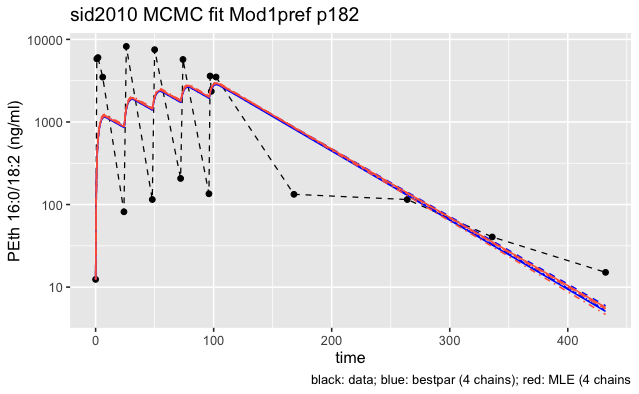 sid2010 MCMC fit Mod1pref p182
PEth 16:0/18:2 (ng/ml)
10000
1000
100
10
0
100
200
300
400
time
black: data; blue: bestpar (4 chains); red: MLE (4 chains